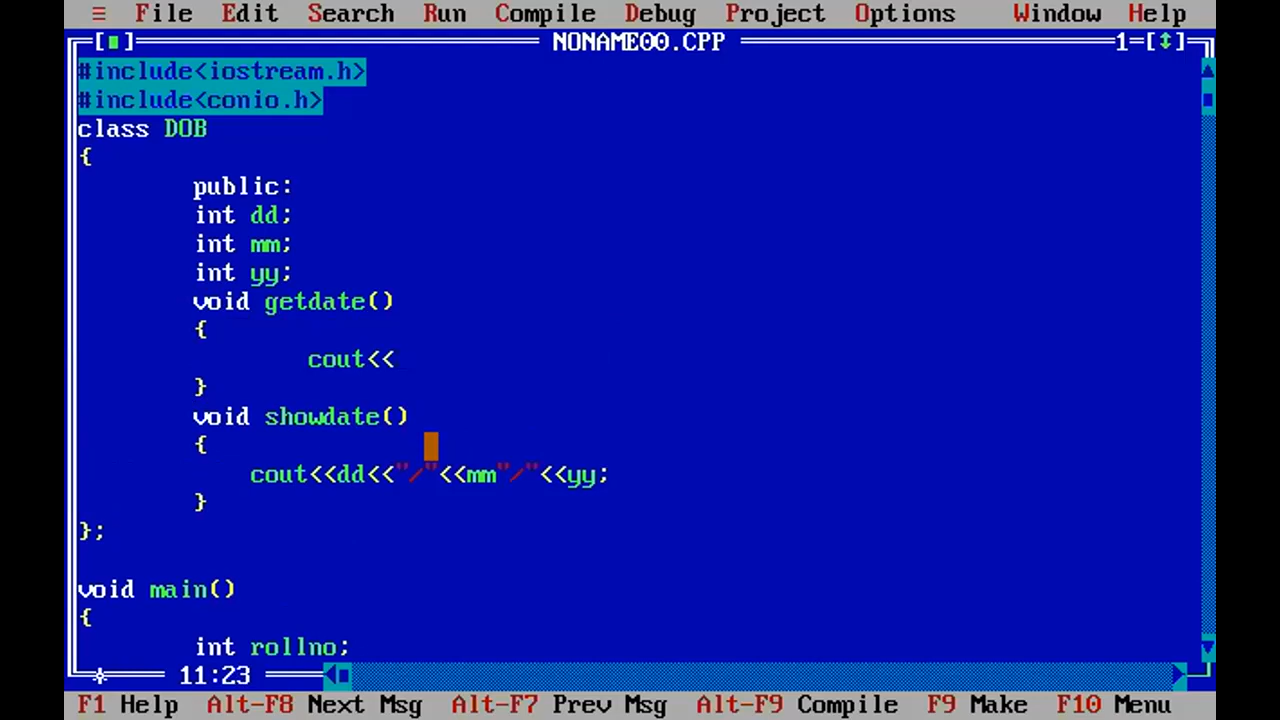 ≡ File Edit Search Run Compile Debug Project Options Window Help
[■] NONAME00.CPP 1=[↕]
#include<iostream.h>
#include<conio.h>
class DOB
{
public:
int dd;
int mm;
int yy;
void getdate()
{
cout<<
}
void showdate()
{
cout<<dd<<"/"<<mm"/"<<yy;
}
};
void main()
{
int rollno;
11:23
F1 Help Alt-F8 Next Msg Alt-F7 Prev Msg Alt-F9 Compile F9 Make F10 Menu